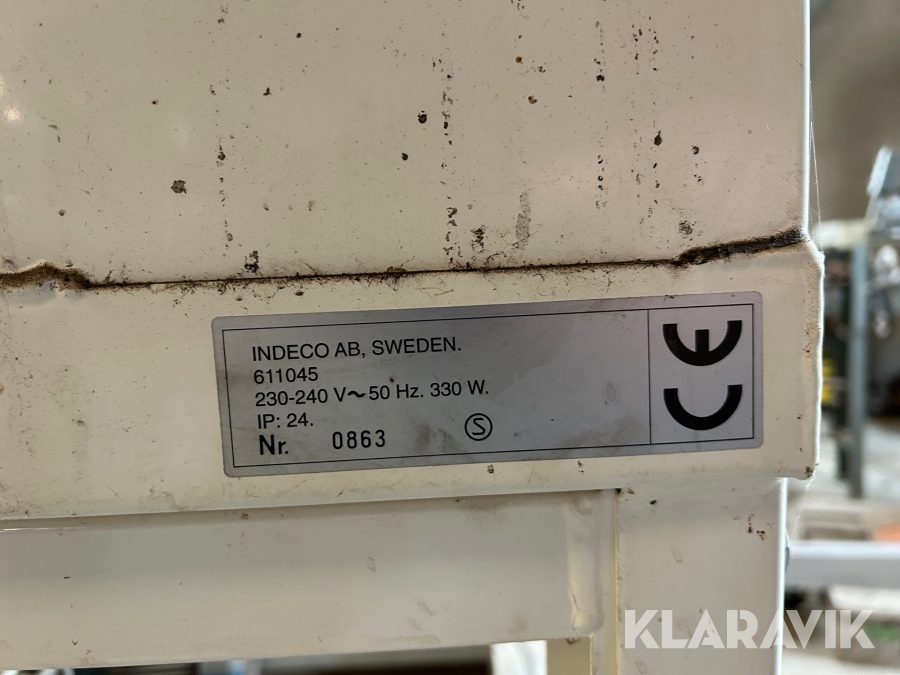 INDECO AB, SWEDEN.
611045
230-240 V~50 Hz. 330 W.
IP: 24.
Nr. 0863 S
CE
KLARAVIK